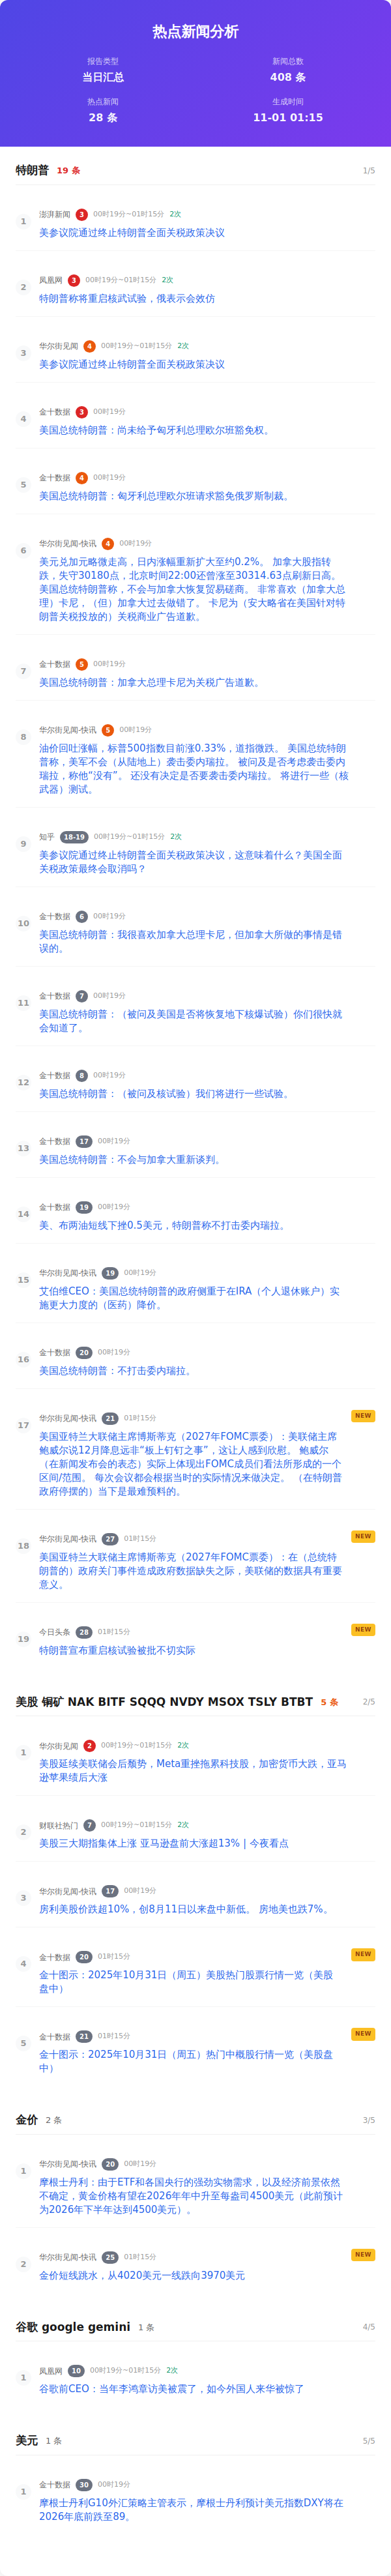 热点新闻分析
报告类型
当日汇总
新闻总数
408 条
热点新闻
28 条
生成时间
11-01 01:15
特朗普 19 条 1/5
1 澎湃新闻 3 00时19分~01时15分 2次
美参议院通过终止特朗普全面关税政策决议
2 凤凰网 3 00时19分~01时15分 2次
特朗普称将重启核武试验，俄表示会效仿
3 华尔街见闻 4 00时19分~01时15分 2次
美参议院通过终止特朗普全面关税政策决议
4 金十数据 3 00时19分
美国总统特朗普：尚未给予匈牙利总理欧尔班豁免权。
5 金十数据 4 00时19分
美国总统特朗普：匈牙利总理欧尔班请求豁免俄罗斯制裁。
6 华尔街见闻-快讯 4 00时19分
美元兑加元略微走高，日内涨幅重新扩大至约0.2%。 加拿大股指转
跌，失守30180点，北京时间22:00还曾涨至30314.63点刷新日高。
美国总统特朗普称，不会与加拿大恢复贸易磋商。 非常喜欢（加拿大总
理）卡尼，（但）加拿大过去做错了。 卡尼为（安大略省在美国针对特
朗普关税投放的）关税商业广告道歉。
7 金十数据 5 00时19分
美国总统特朗普：加拿大总理卡尼为关税广告道歉。
8 华尔街见闻-快讯 5 00时19分
油价回吐涨幅，标普500指数目前涨0.33%，道指微跌。 美国总统特朗
普称，美军不会（从陆地上）袭击委内瑞拉。 被问及是否考虑袭击委内
瑞拉，称他“没有”。 还没有决定是否要袭击委内瑞拉。 将进行一些（核
武器）测试。
9 知乎 18-19 00时19分~01时15分 2次
美参议院通过终止特朗普全面关税政策决议，这意味着什么？美国全面
关税政策最终会取消吗？
10 金十数据 6 00时19分
美国总统特朗普：我很喜欢加拿大总理卡尼，但加拿大所做的事情是错
误的。
11 金十数据 7 00时19分
美国总统特朗普：（被问及美国是否将恢复地下核爆试验）你们很快就
会知道了。
12 金十数据 8 00时19分
美国总统特朗普：（被问及核试验）我们将进行一些试验。
13 金十数据 17 00时19分
美国总统特朗普：不会与加拿大重新谈判。
14 金十数据 19 00时19分
美、布两油短线下挫0.5美元，特朗普称不打击委内瑞拉。
15 华尔街见闻-快讯 19 00时19分
艾伯维CEO：美国总统特朗普的政府侧重于在IRA（个人退休账户）实
施更大力度的（医药）降价。
16 金十数据 20 00时19分
美国总统特朗普：不打击委内瑞拉。
17 华尔街见闻-快讯 21 01时15分 NEW
美国亚特兰大联储主席博斯蒂克（2027年FOMC票委）：美联储主席
鲍威尔说12月降息远非“板上钉钉之事”，这让人感到欣慰。 鲍威尔
（在新闻发布会的表态）实际上体现出FOMC成员们看法所形成的一个
区间/范围。 每次会议都会根据当时的实际情况来做决定。 （在特朗普
政府停摆的）当下是最难预料的。
18 华尔街见闻-快讯 27 01时15分 NEW
美国亚特兰大联储主席博斯蒂克（2027年FOMC票委）：在（总统特
朗普的）政府关门事件造成政府数据缺失之际，美联储的数据具有重要
意义。
19 今日头条 28 01时15分 NEW
特朗普宣布重启核试验被批不切实际
美股 铜矿 NAK BITF SQQQ NVDY MSOX TSLY BTBT 5 条 2/5
1 华尔街见闻 2 00时19分~01时15分 2次
美股延续美联储会后颓势，Meta重挫拖累科技股，加密货币大跌，亚马
逊苹果绩后大涨
2 财联社热门 7 00时19分~01时15分 2次
美股三大期指集体上涨 亚马逊盘前大涨超13% | 今夜看点
3 华尔街见闻-快讯 17 00时19分
房利美股价跌超10%，创8月11日以来盘中新低。 房地美也跌7%。
4 金十数据 20 01时15分 NEW
金十图示：2025年10月31日（周五）美股热门股票行情一览（美股
盘中）
5 金十数据 21 01时15分 NEW
金十图示：2025年10月31日（周五）热门中概股行情一览（美股盘
中）
金价 2 条 3/5
1 华尔街见闻-快讯 20 00时19分
摩根士丹利：由于ETF和各国央行的强劲实物需求，以及经济前景依然
不确定，黄金价格有望在2026年年中升至每盎司4500美元（此前预计
为2026年下半年达到4500美元）。
2 华尔街见闻-快讯 25 01时15分 NEW
金价短线跳水，从4020美元一线跌向3970美元
谷歌 google gemini 1 条 4/5
1 凤凰网 10 00时19分~01时15分 2次
谷歌前CEO：当年李鸿章访美被震了，如今外国人来华被惊了
美元 1 条 5/5
1 金十数据 30 00时19分
摩根士丹利G10外汇策略主管表示，摩根士丹利预计美元指数DXY将在
2026年底前跌至89。